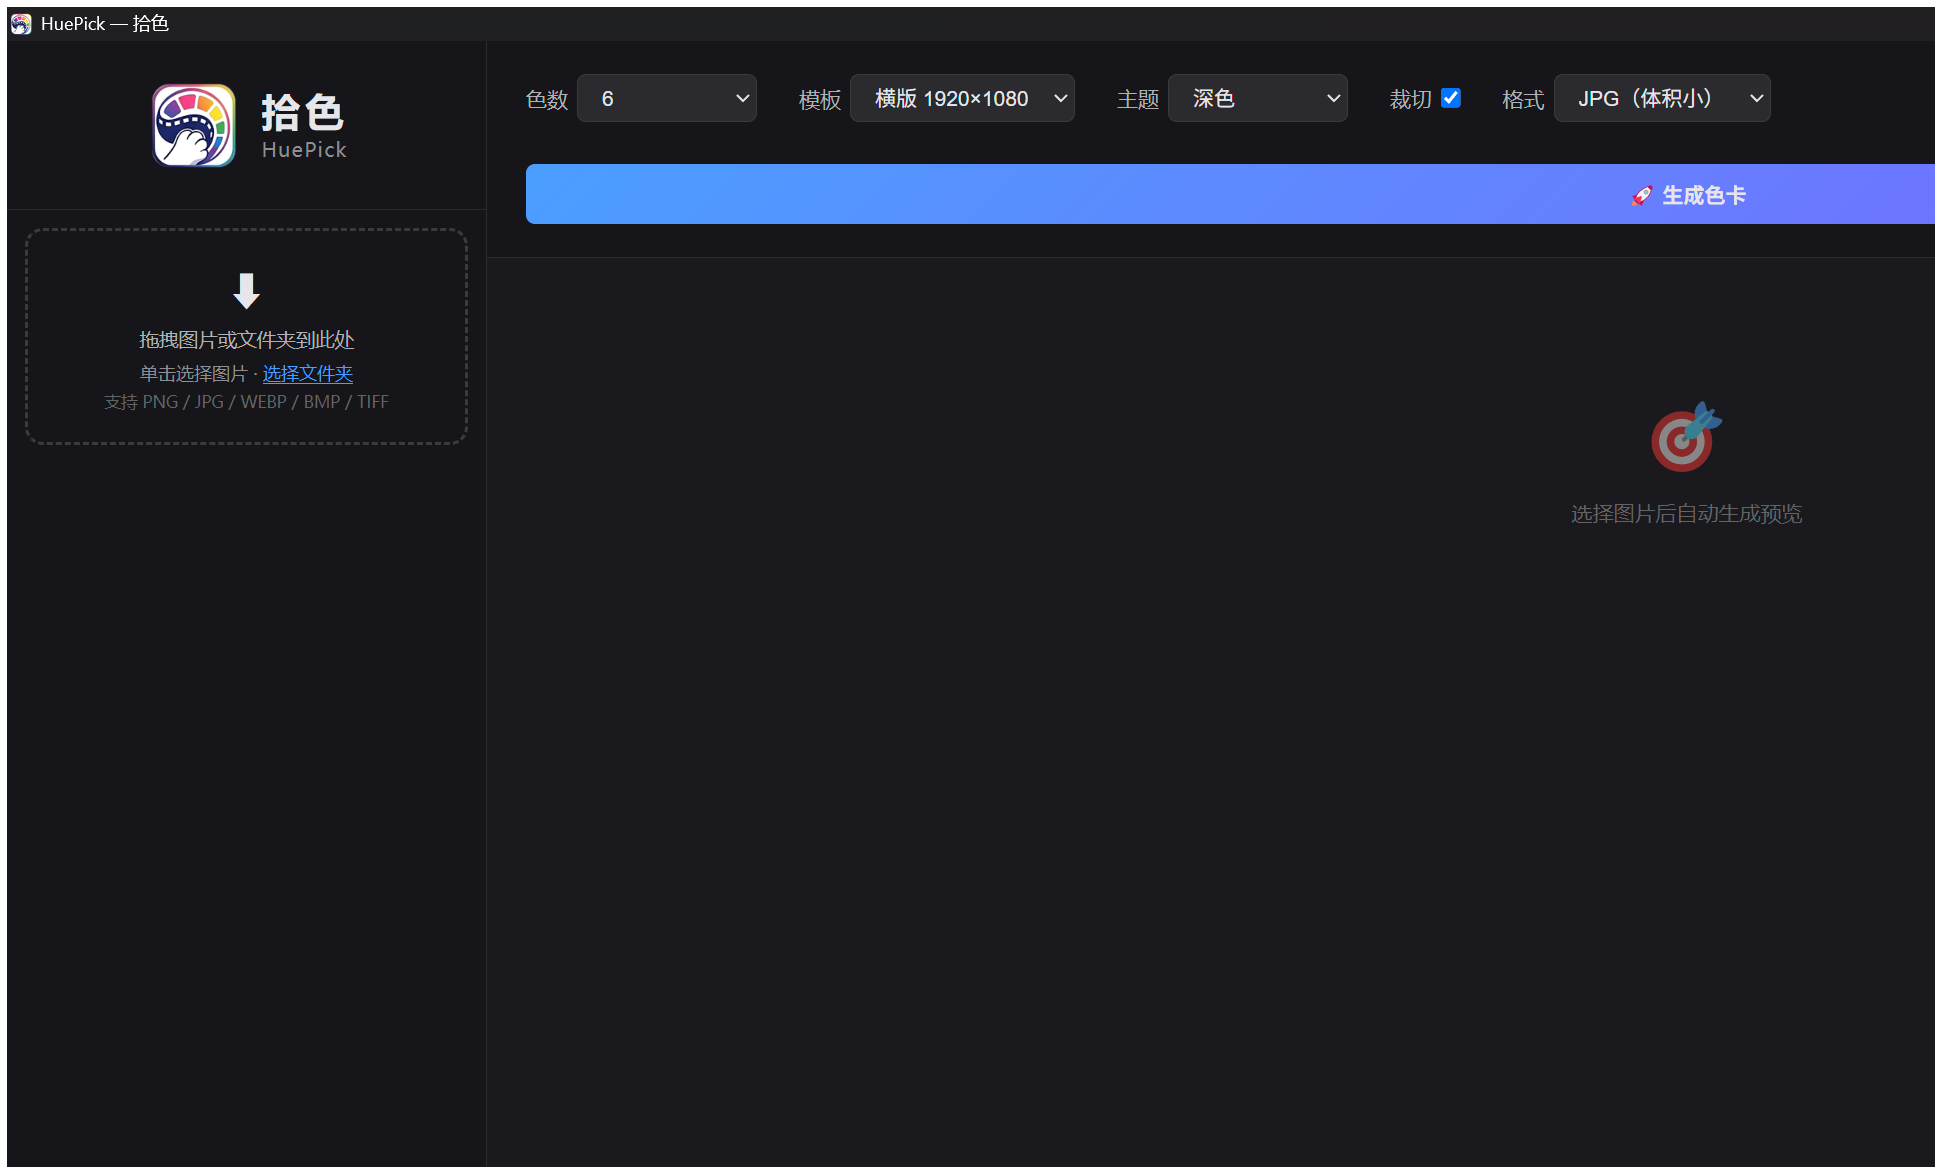 HuePick — 拾色
拾色
HuePick
色数 6 模板 横版 1920×1080 主题 深色 裁切 格式 JPG（体积小）
🚀 生成色卡
拖拽图片或文件夹到此处
单击选择图片 · 选择文件夹
支持 PNG / JPG / WEBP / BMP / TIFF
选择图片后自动生成预览